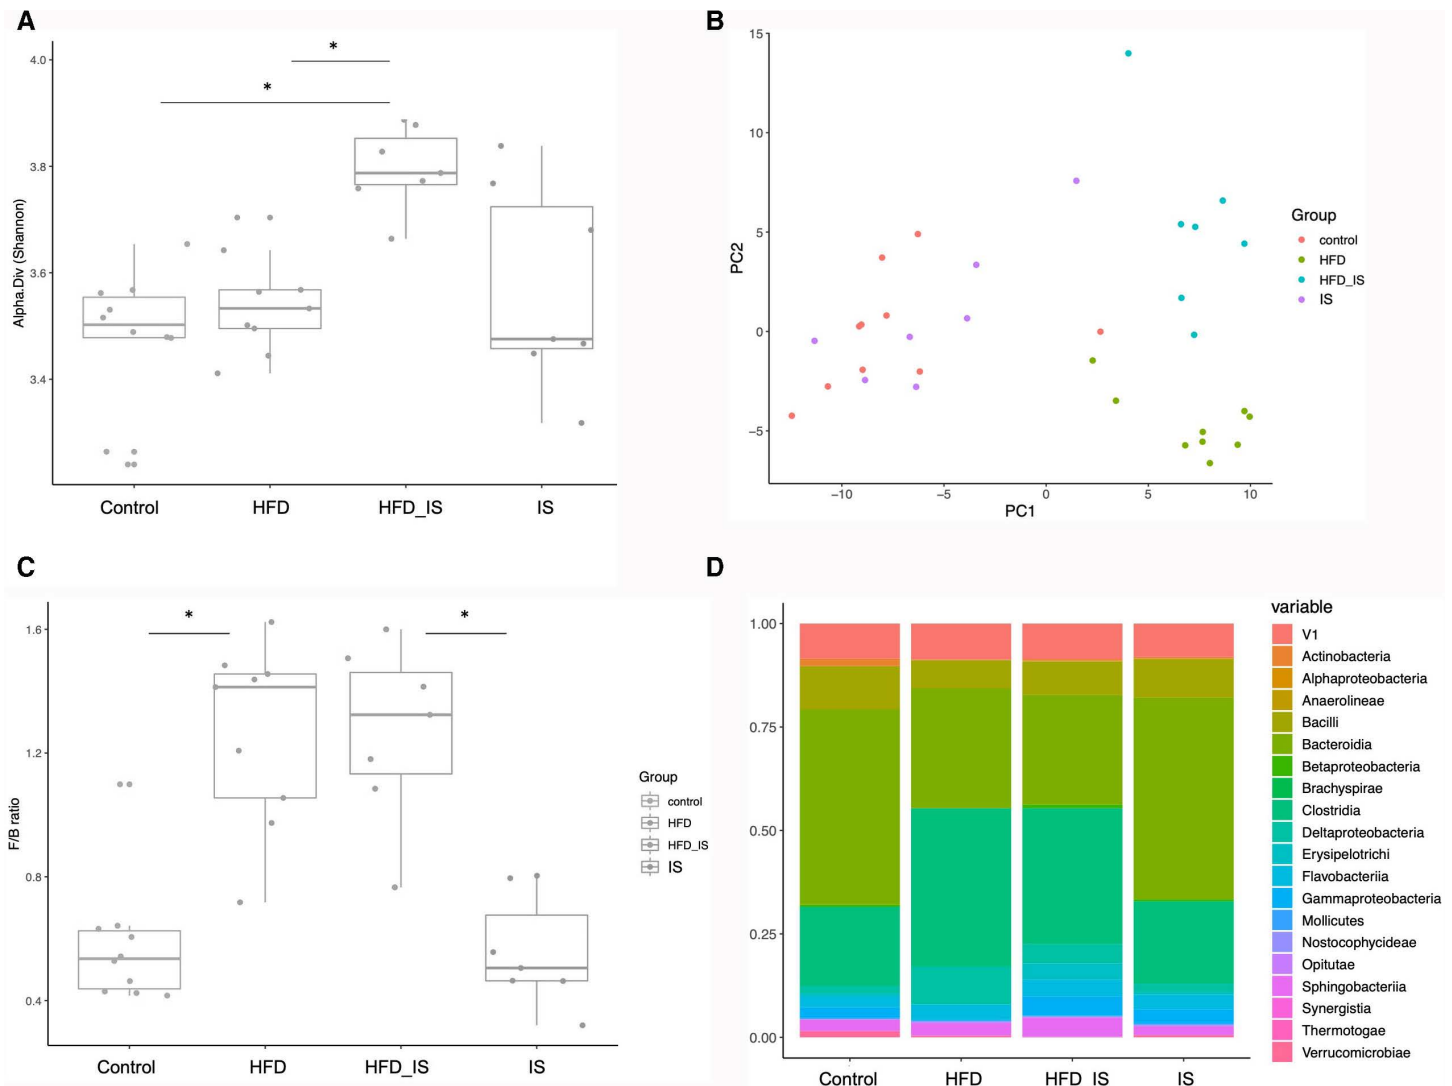 A
4.0
3.8
3.6
3.4
Alpha.Div (Shannon)
*
*
Control HFD HFD_IS IS
B
15
10
5
0
−5
PC2
−10 −5 0 5 10
PC1
Group
control
HFD
HFD_IS
IS
C
1.6
1.2
0.8
0.4
F/B ratio
* *
Control HFD HFD_IS IS
Group
control
HFD
HFD_IS
IS
D
1.00
0.75
0.50
0.25
0.00
Control HFD HFD IS IS
variable
V1
Actinobacteria
Alphaproteobacteria
Anaerolineae
Bacilli
Bacteroidia
Betaproteobacteria
Brachyspirae
Clostridia
Deltaproteobacteria
Erysipelotrichi
Flavobacteriia
Gammaproteobacteria
Mollicutes
Nostocophycideae
Opitutae
Sphingobacteriia
Synergistia
Thermotogae
Verrucomicrobiae